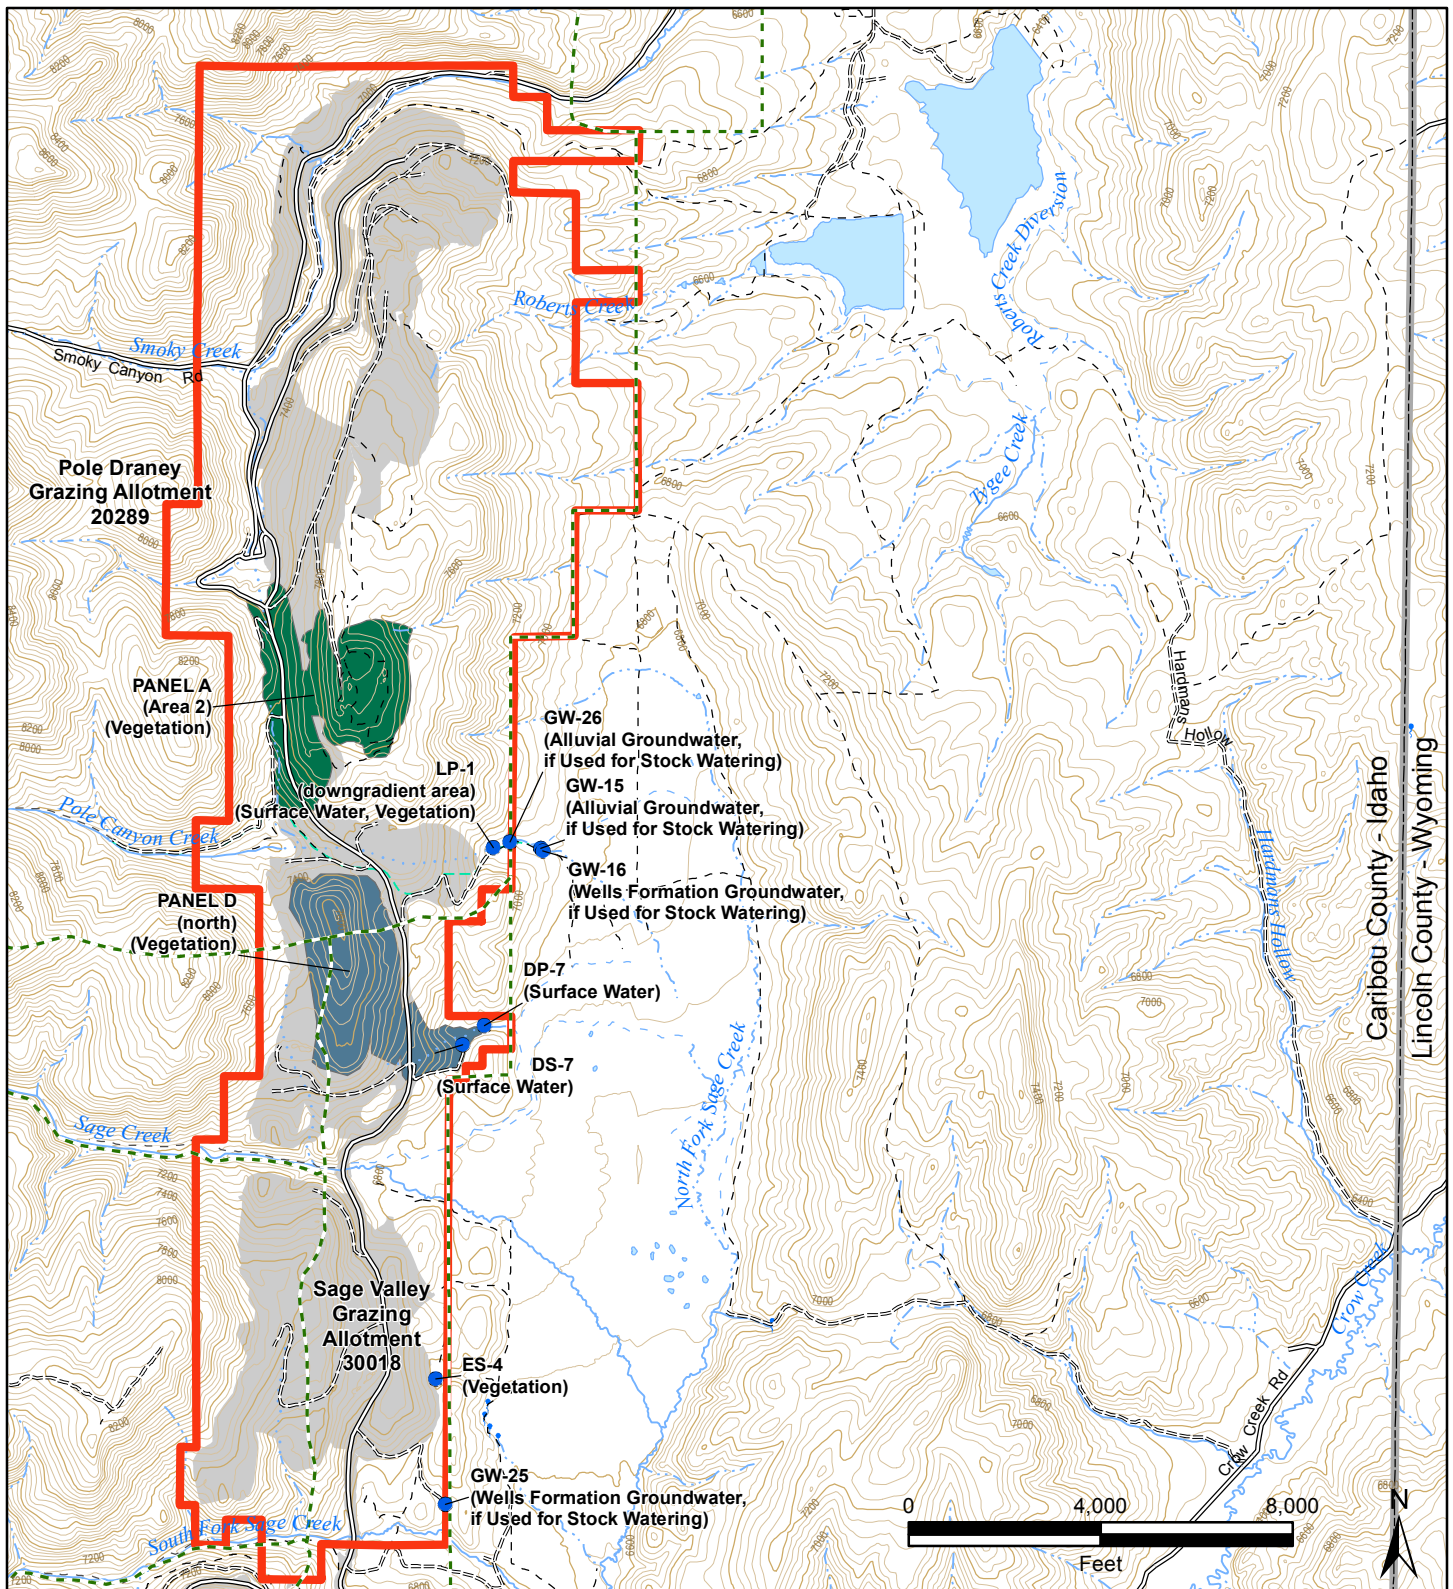 Smoky Creek
Smoky Canyon Rd
Roberts Creek
Roberts Creek Diversion
Pole Draney
Grazing Allotment
20289
Tygee Creek
PANEL A
(Area 2)
(Vegetation)
Hardmans Hollow
GW-26
(Alluvial Groundwater,
if Used for Stock Watering)
LP-1
(downgradient area)
(Surface Water, Vegetation)
GW-15
(Alluvial Groundwater,
if Used for Stock Watering)
Pole Canyon Creek
GW-16
(Wells Formation Groundwater,
if Used for Stock Watering)
PANEL D
(north)
(Vegetation)
Hardmans Hollow
Caribou County - Idaho
Lincoln County - Wyoming
DP-7
(Surface Water)
DS-7
(Surface Water)
North Fork Sage Creek
Sage Creek
Sage Valley
Grazing
Allotment
30018
Crow Creek
ES-4
(Vegetation)
Crow Creek Rd
GW-25
(Wells Formation Groundwater,
if Used for Stock Watering)
South Fork Sage Creek
0 4,000 8,000
Feet
N